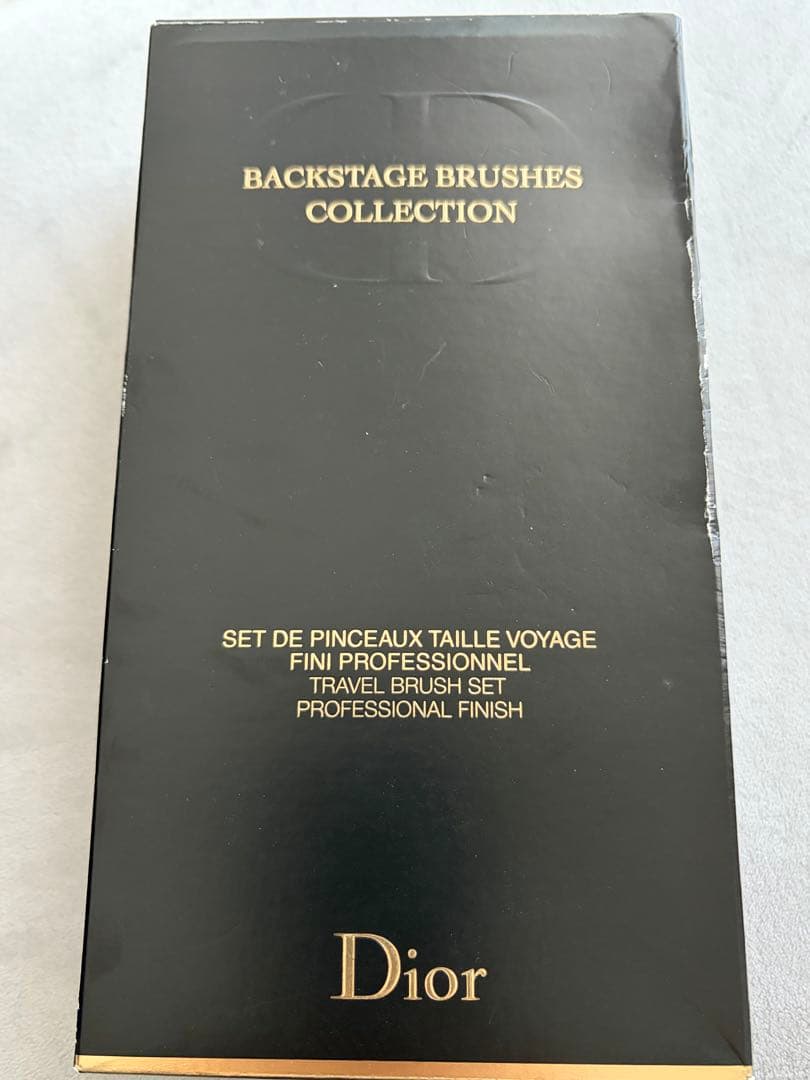 BACKSTAGE BRUSHES
COLLECTION
SET DE PINCEAUX TAILLE VOYAGE
FINI PROFESSIONNEL
TRAVEL BRUSH SET
PROFESSIONAL FINISH
Dior